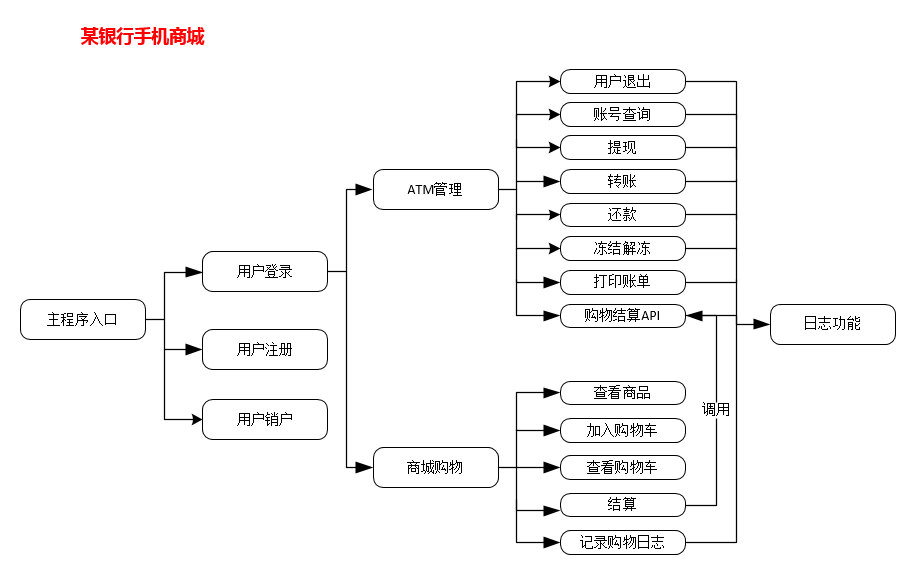 某银行手机商城
用户退出
账号查询
提现
转账
ATM管理
还款
冻结解冻
用户登录
打印账单
主程序入口
购物结算API
日志功能
用户注册
查看商品
调用
用户销户
加入购物车
商城购物
查看购物车
结算
记录购物日志